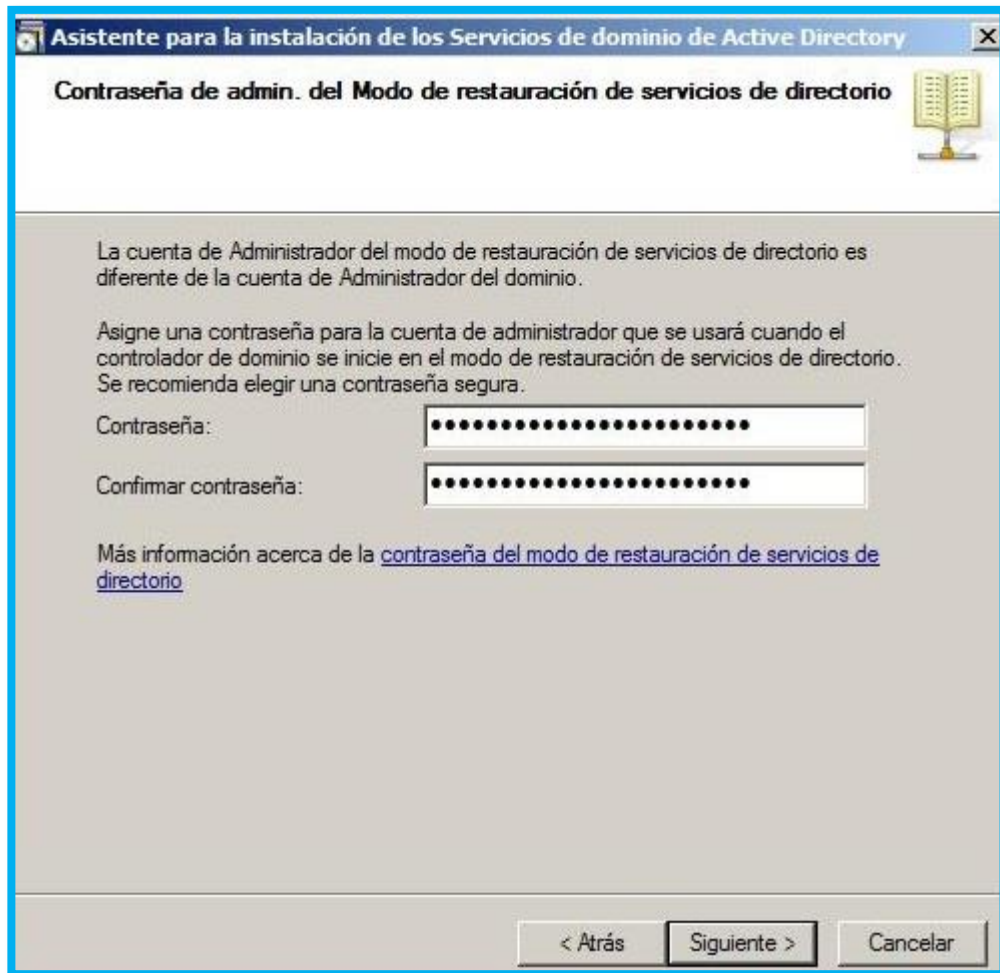 Asistente para la instalación de los Servicios de dominio de Active Directory
Contraseña de admin. del Modo de restauración de servicios de directorio
La cuenta de Administrador del modo de restauración de servicios de directorio es
diferente de la cuenta de Administrador del dominio.
Asigne una contraseña para la cuenta de administrador que se usará cuando el
controlador de dominio se inicie en el modo de restauración de servicios de directorio.
Se recomienda elegir una contraseña segura.
Contraseña: •••••••••••••••••••••••
Confirmar contraseña: •••••••••••••••••••••••
Más información acerca de la contraseña del modo de restauración de servicios de
directorio
< Atrás Siguiente > Cancelar